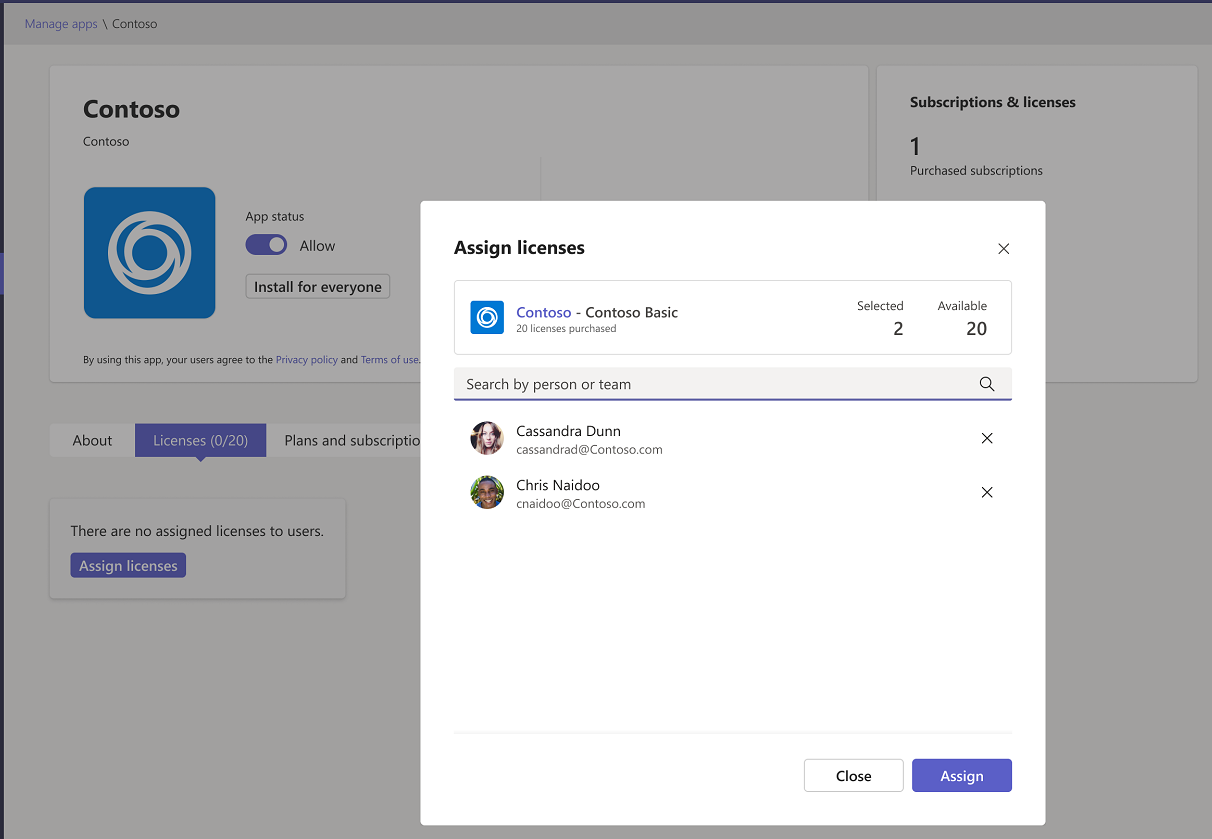 Manage apps \ Contoso
Contoso
Contoso
App status
Allow
Install for everyone
By using this app, your users agree to the Privacy policy and Terms of use.
Subscriptions & licenses
1
Purchased subscriptions
About
Licenses (0/20)
Plans and subscriptio
There are no assigned licenses to users.
Assign licenses
Assign licenses
Contoso - Contoso Basic
20 licenses purchased
Selected
2
Available
20
Search by person or team
Cassandra Dunn
cassandrad@Contoso.com
Chris Naidoo
cnaidoo@Contoso.com
Close
Assign